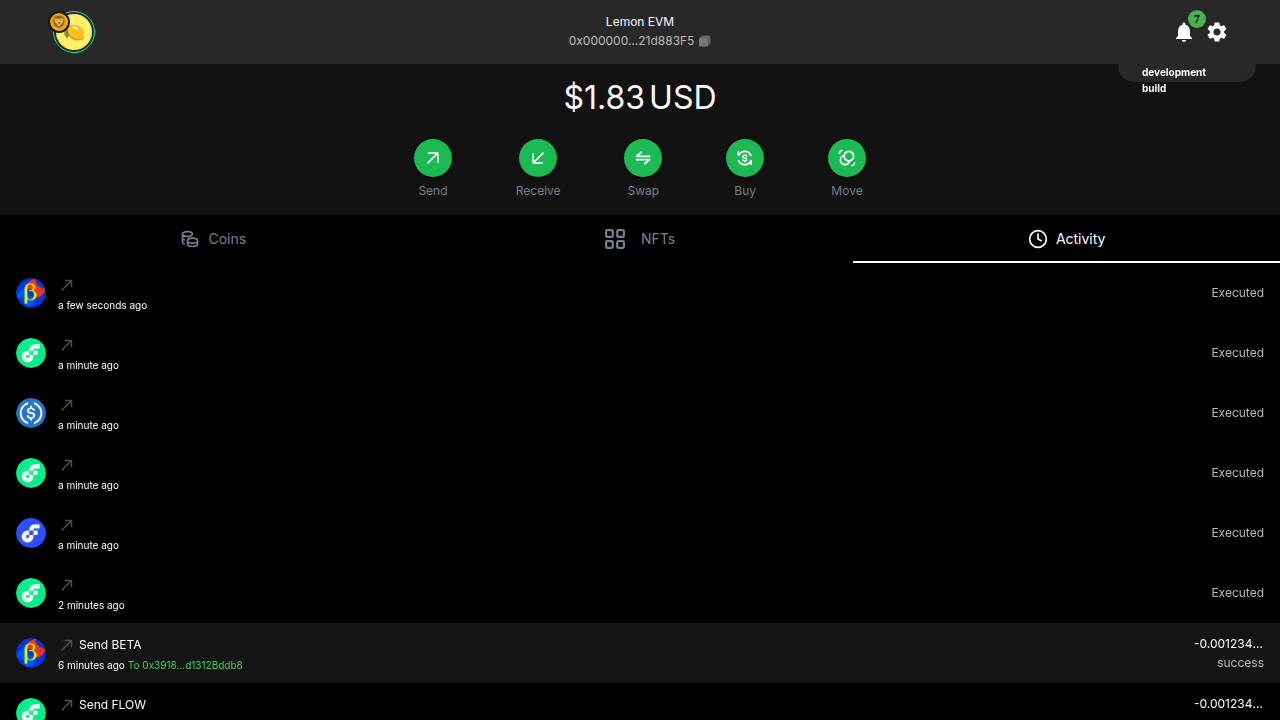 Lemon EVM
0x000000...21d883F5
7
development
build
$1.83 USD
Send
Receive
Swap
Buy
Move
Coins
NFTs
Activity
a few seconds ago
Executed
a minute ago
Executed
a minute ago
Executed
a minute ago
Executed
a minute ago
Executed
2 minutes ago
Executed
Send BETA
-0.001234...
6 minutes ago To 0x3918...d1312Bddb8
success
Send FLOW
-0.001234...